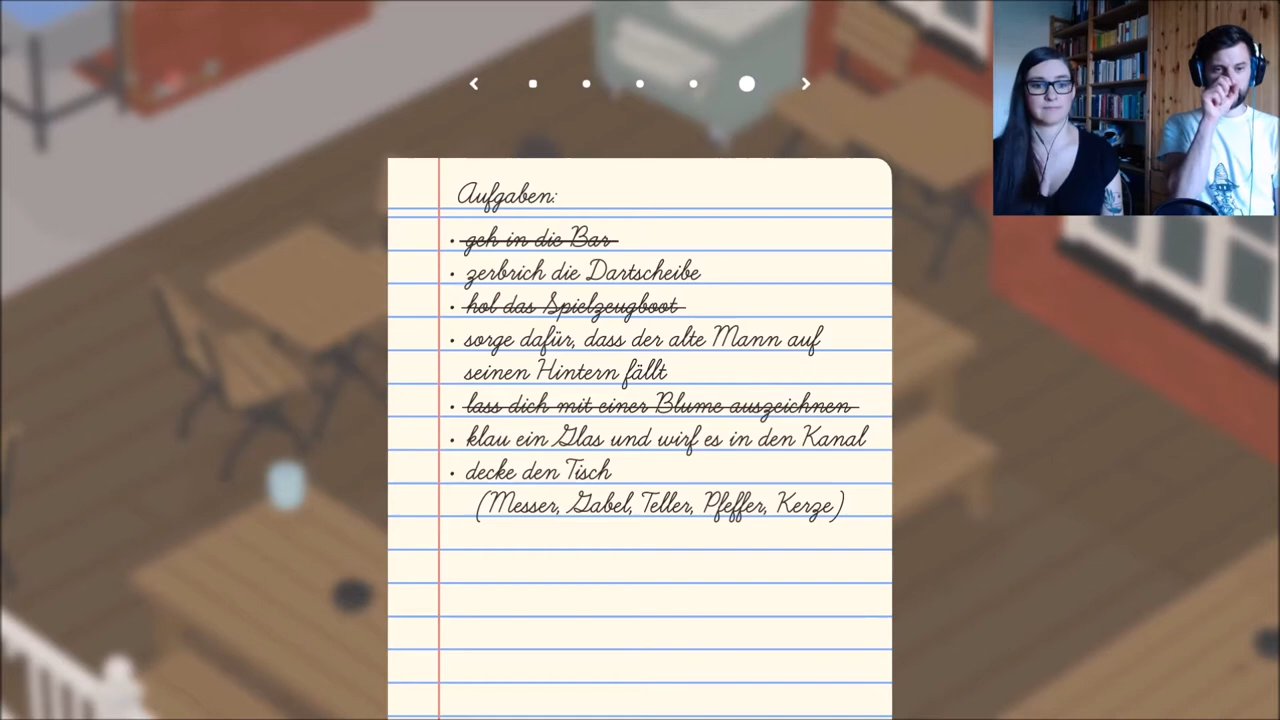 Aufgaben:
• geh in die Bar
• zerbrich die Dartscheibe
• hol das Spielzeugboot
• sorge dafür, dass der alte Mann auf
seinen Hintern fällt
• lass dich mit einer Blume auszeichnen
• klau ein Glas und wirf es in den Kanal
• decke den Tisch
(Messer, Gabel, Teller, Pfeffer, Kerze)